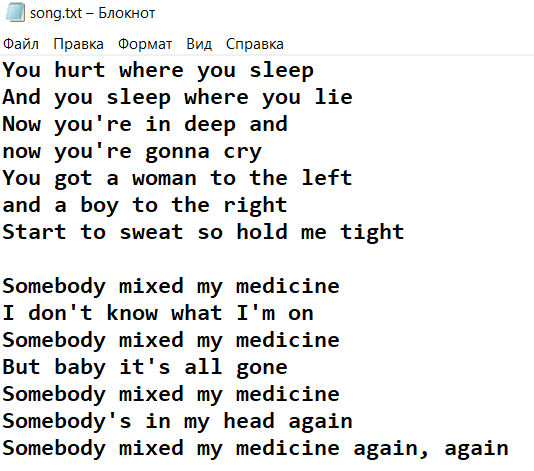 song.txt – Блокнот
Файл Правка Формат Вид Справка
You hurt where you sleep
And you sleep where you lie
Now you're in deep and
now you're gonna cry
You got a woman to the left
and a boy to the right
Start to sweat so hold me tight

Somebody mixed my medicine
I don't know what I'm on
Somebody mixed my medicine
But baby it's all gone
Somebody mixed my medicine
Somebody's in my head again
Somebody mixed my medicine again, again